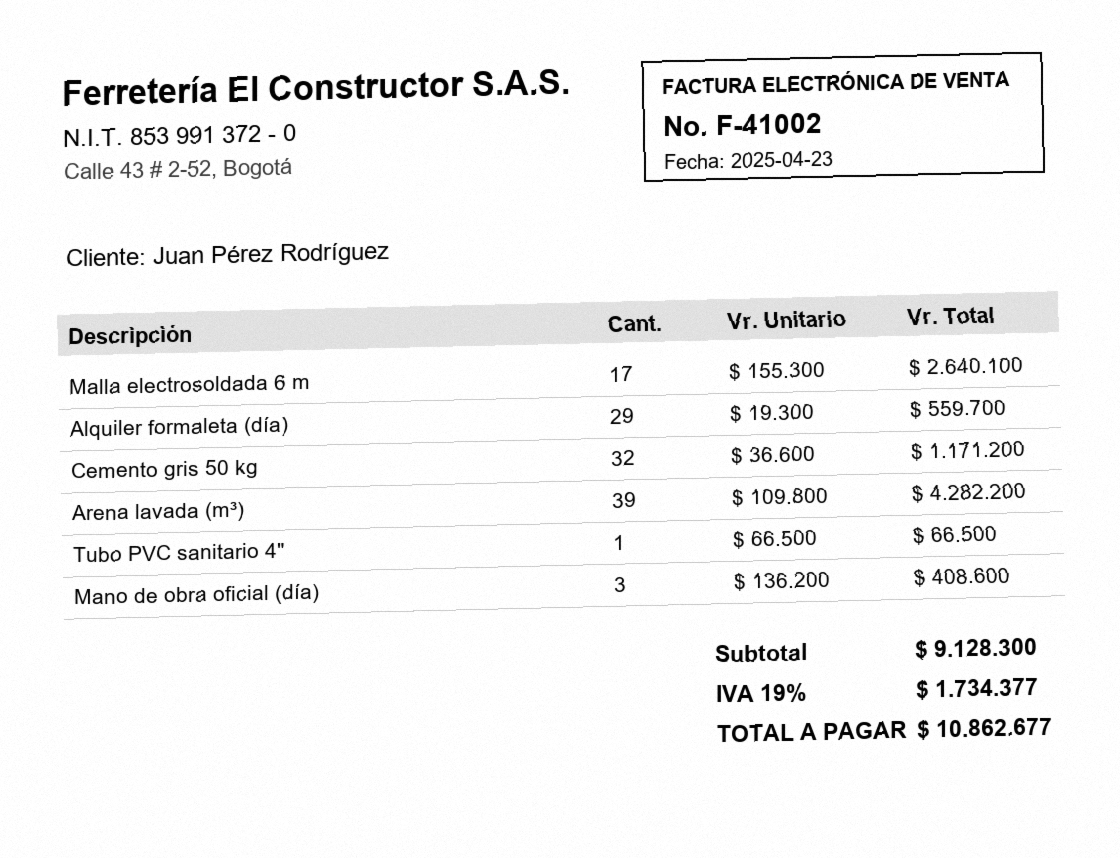 Ferretería El Constructor S.A.S.
N.I.T. 853 991 372 - 0
Calle 43 # 2-52, Bogotá
FACTURA ELECTRÓNICA DE VENTA
No. F-41002
Fecha: 2025-04-23
Cliente: Juan Pérez Rodríguez
Descripción Cant. Vr. Unitario Vr. Total
Malla electrosoldada 6 m 17 $ 155.300 $ 2.640.100
Alquiler formaleta (día) 29 $ 19.300 $ 559.700
Cemento gris 50 kg 32 $ 36.600 $ 1.171.200
Arena lavada (m³) 39 $ 109.800 $ 4.282.200
Tubo PVC sanitario 4" 1 $ 66.500 $ 66.500
Mano de obra oficial (día) 3 $ 136.200 $ 408.600
Subtotal $ 9.128.300
IVA 19% $ 1.734.377
TOTAL A PAGAR $ 10.862.677